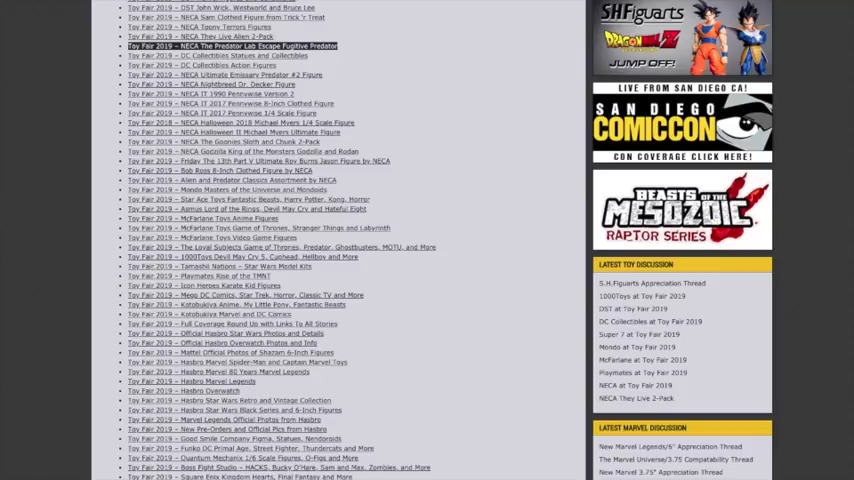 Toy Fair 2019 – DST John Wick, Westworld and Bruce Lee
Toy Fair 2019 – NECA Sam Clothed Figure from Trick 'r Treat
Toy Fair 2019 – NECA Toony Terrors Figures
Toy Fair 2019 – NECA They Live Alien 2-Pack
Toy Fair 2019 – NECA The Predator Lab Escape Fugitive Predator
Toy Fair 2019 – DC Collectibles Statues and Collectibles
Toy Fair 2019 – DC Collectibles Action Figures
Toy Fair 2019 – NECA Ultimate Emissary Predator #2 Figure
Toy Fair 2019 – NECA Nightbreed Dr. Decker Figure
Toy Fair 2019 – NECA IT 1990 Pennywise Version 2
Toy Fair 2019 – NECA IT 2017 Pennywise 8-Inch Clothed Figure
Toy Fair 2019 – NECA IT 2017 Pennywise 1/4 Scale Figure
Toy Fair 2018 – NECA Halloween 2018 Michael Myers 1/4 Scale Figure
Toy Fair 2019 – NECA Halloween II Michael Myers Ultimate Figure
Toy Fair 2019 – NECA The Goonies Sloth and Chunk 2-Pack
Toy Fair 2019 – NECA Godzilla King of the Monsters Godzilla and Rodan
Toy Fair 2019 – Friday The 13th Part V Ultimate Roy Burns Jason Figure by NECA
Toy Fair 2019 – Bob Ross 8-Inch Clothed Figure by NECA
Toy Fair 2019 – Alien and Predator Classics Assortment by NECA
Toy Fair 2019 – Mondo Masters of the Universe and Mondoids
Toy Fair 2019 – Star Ace Toys Fantastic Beasts, Harry Potter, Kong, Horror
Toy Fair 2019 – Asmus Lord of the Rings, Devil May Cry and Hateful Eight
Toy Fair 2019 – McFarlane Toys Anime Figures
Toy Fair 2019 – McFarlane Toys Game of Thrones, Stranger Things and Labyrinth
Toy Fair 2019 – McFarlane Toys Video Game Figures
Toy Fair 2019 – The Loyal Subjects Game of Thrones, Predator, Ghostbusters, MOTU, and More
Toy Fair 2019 – 1000Toys Devil May Cry 5, Cuphead, Hellboy and More
Toy Fair 2019 – Tamashii Nations – Star Wars Model Kits
Toy Fair 2019 – Playmates Rise of the TMNT
Toy Fair 2019 – Icon Heroes Karate Kid Figures
Toy Fair 2019 – Mego DC Comics, Star Trek, Horror, Classic TV and More
Toy Fair 2019 – Kotobukiya Anime, My Little Pony, Fantastic Beasts
Toy Fair 2019 – Kotobukiya Marvel and DC Comics
Toy Fair 2019 – Full Coverage Round Up with Links To All Stories
Toy Fair 2019 – Official Hasbro Star Wars Photos and Details
Toy Fair 2019 – Official Hasbro Overwatch Photos and Info
Toy Fair 2019 – Mattel Official Photos of Shazam 6-Inch Figures
Toy Fair 2019 – Hasbro Marvel Spider-Man and Captain Marvel Toys
Toy Fair 2019 – Hasbro Marvel 80 Years Marvel Legends
Toy Fair 2019 – Hasbro Marvel Legends
Toy Fair 2019 – Hasbro Overwatch
Toy Fair 2019 – Hasbro Star Wars Retro and Vintage Collection
Toy Fair 2019 – Hasbro Star Wars Black Series and 6-Inch Figures
Toy Fair 2019 – Marvel Legends Official Photos from Hasbro
Toy Fair 2019 – New Pre-Orders and Official Pics from Hasbro
Toy Fair 2019 – Good Smile Company Figma, Statues, Nendoroids
Toy Fair 2019 – Funko DC Primal Age, Street Fighter, Thundercats and More
Toy Fair 2019 – Quantum Mechanix 1/6 Scale Figures, Q-Figs and More
Toy Fair 2019 – Boss Fight Studio – HACKS, Bucky O'Hare, Sam and Max, Zombies, and More
Toy Fair 2019 – Square Enix Kingdom Hearts, Final Fantasy and More
S.H.Figuarts
DRAGONBALL Z
JUMP OFF!
LIVE FROM SAN DIEGO CA!
SAN DIEGO
COMICCON
CON COVERAGE CLICK HERE!
BEASTS OF THE
MESOZOIC
RAPTOR SERIES
LATEST TOY DISCUSSION
S.H.Figuarts Appreciation Thread
1000Toys at Toy Fair 2019
DST at Toy Fair 2019
DC Collectibles at Toy Fair 2019
Super 7 at Toy Fair 2019
Mondo at Toy Fair 2019
McFarlane at Toy Fair 2019
Playmates at Toy Fair 2019
NECA at Toy Fair 2019
NECA They Live 2-Pack
LATEST MARVEL DISCUSSION
New Marvel Legends/6" Appreciation Thread
The Marvel Universe/3.75 Compatability Thread
New Marvel 3.75" Appreciation Thread